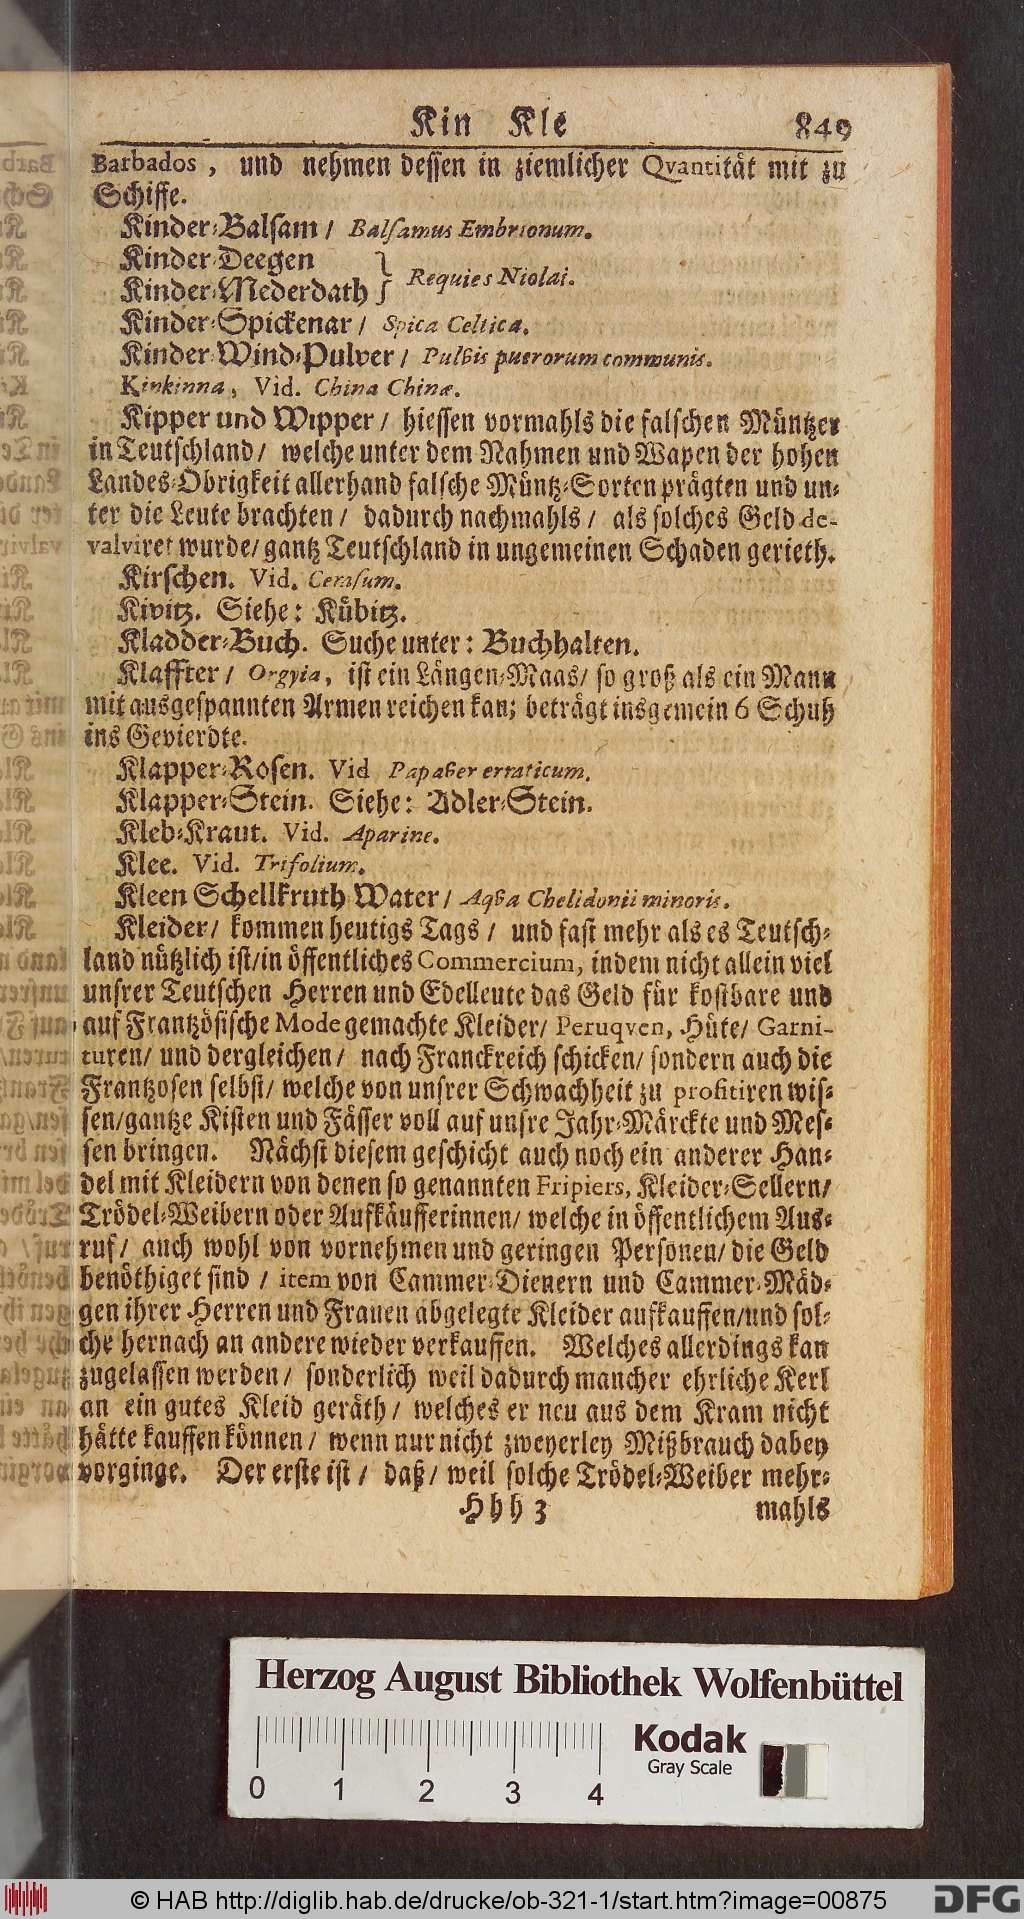 Kin Kle 849
Barbados, und nehmen dessen in ziemlicher Qvantität mit zu
Schiffe.
Kinder-Balsam / Balsamus Embrionum.
Kinder-Deegen
Kinder-Mederdath } Requies Niolai.
Kinder-Spickenar / Spica Celtica.
Kinder-Wind-Pulver / Pulvis puerorum communis.
Kinkinna, Vid. China Chinæ.
Kipper und Wipper / hiessen vormahls die falschen Müntzer
in Teutschland / welche unter dem Nahmen und Wapen der hohen
Landes-Obrigkeit allerhand falsche Müntz-Sorten prägten und un-
ter die Leute brachten / dadurch nachmahls / als solches Geld de-
valviret wurde / gantz Teutschland in ungemeinen Schaden gerieth.
Kirschen. Vid. Cerasum.
Kivitz. Siehe: Kübitz.
Kladder-Buch. Suche unter: Buchhalten.
Klaffter / Orgyia, ist ein Längen-Maas / so groß als ein Mann
mit ausgespannten Armen reichen kan; beträgt insgemein 6 Schuh
ins Gevierdte.
Klapper-Rosen. Vid Papaver erraticum.
Klapper-Stein. Siehe: Adler-Stein.
Kleb-Kraut. Vid. Aparine.
Klee. Vid. Trifolium.
Kleen Schellkruth Water / Aqva Chelidonii minoris.
Kleider / kommen heutigs Tags / und fast mehr als es Teutsch-
land nützlich ist / in öffentliches Commercium, indem nicht allein viel
unsrer Teutschen Herren und Edelleute das Geld für kostbare und
auf Frantzösische Mode gemachte Kleider / Peruqven, Hüte / Garni-
turen / und dergleichen / nach Franckreich schicken / sondern auch die
Frantzosen selbst / welche von unsrer Schwachheit zu profitiren wis-
sen / gantze Kisten und Fässer voll auf unsre Jahr-Märckte und Mes-
sen bringen. Nächst diesem geschicht auch noch ein anderer Han-
del mit Kleidern von denen so genannten Fripiers, Kleider-Sellern /
Trödel-Weibern oder Aufkäufferinnen / welche in öffentlichem Aus-
ruf / auch wohl von vornehmen und geringen Personen / die Geld
benöthiget sind / item von Cammer-Dienern und Cammer-Mäd-
gen ihrer Herren und Frauen abgelegte Kleider aufkauffen / und sol-
che hernach an andere wieder verkauffen. Welches allerdings kan
zugelassen werden / sonderlich weil dadurch mancher ehrliche Kerl
an ein gutes Kleid geräth / welches er neu aus dem Kram nicht
hätte kauffen können / wenn nur nicht zweyerley Mißbrauch dabey
vorginge. Der erste ist / daß / weil solche Trödel-Weiber mehr-
Hhh 3 mahls
Herzog August Bibliothek Wolfenbüttel
Kodak
Gray Scale
0 1 2 3 4
© HAB http://diglib.hab.de/drucke/ob-321-1/start.htm?image=00875
DFG